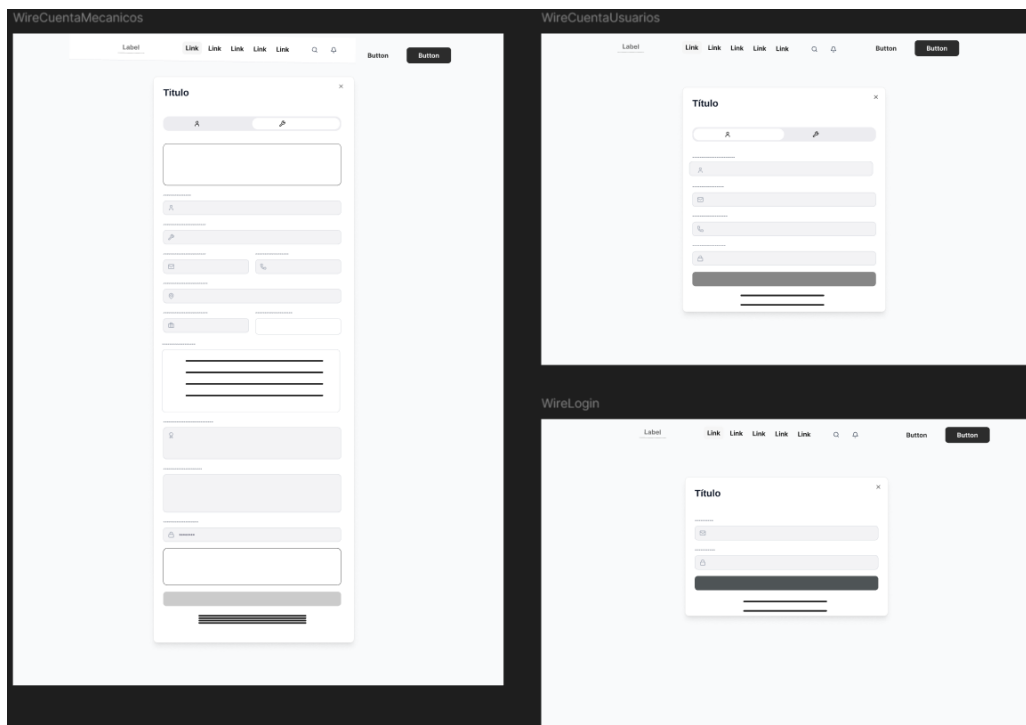 WireCuentaMecanicos
Label Link Link Link Link Link Button Button
Titulo
WireCuentaUsuarios
Label Link Link Link Link Link Button Button
Título
WireLogin
Label Link Link Link Link Link Button Button
Título